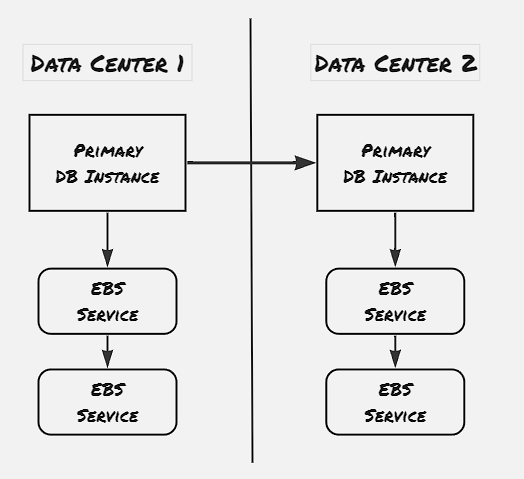 Data Center 1
Data Center 2
Primary
DB Instance
Primary
DB Instance
EBS
Service
EBS
Service
EBS
Service
EBS
Service